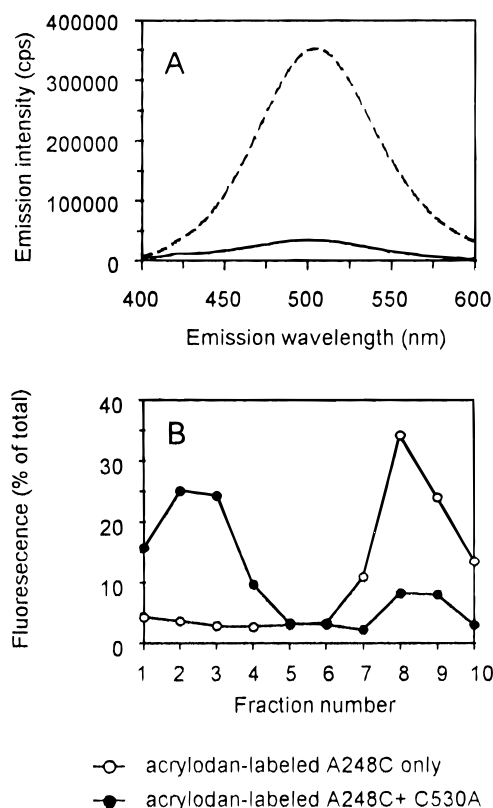 400000
A
300000
200000
100000
0
Emission intensity (cps)
400 450 500 550 600
Emission wavelength (nm)
40
B
30
20
10
0
Fluoresecence (% of total)
1 2 3 4 5 6 7 8 9 10
Fraction number
acrylodan-labeled A248C only
acrylodan-labeled A248C+ C530A